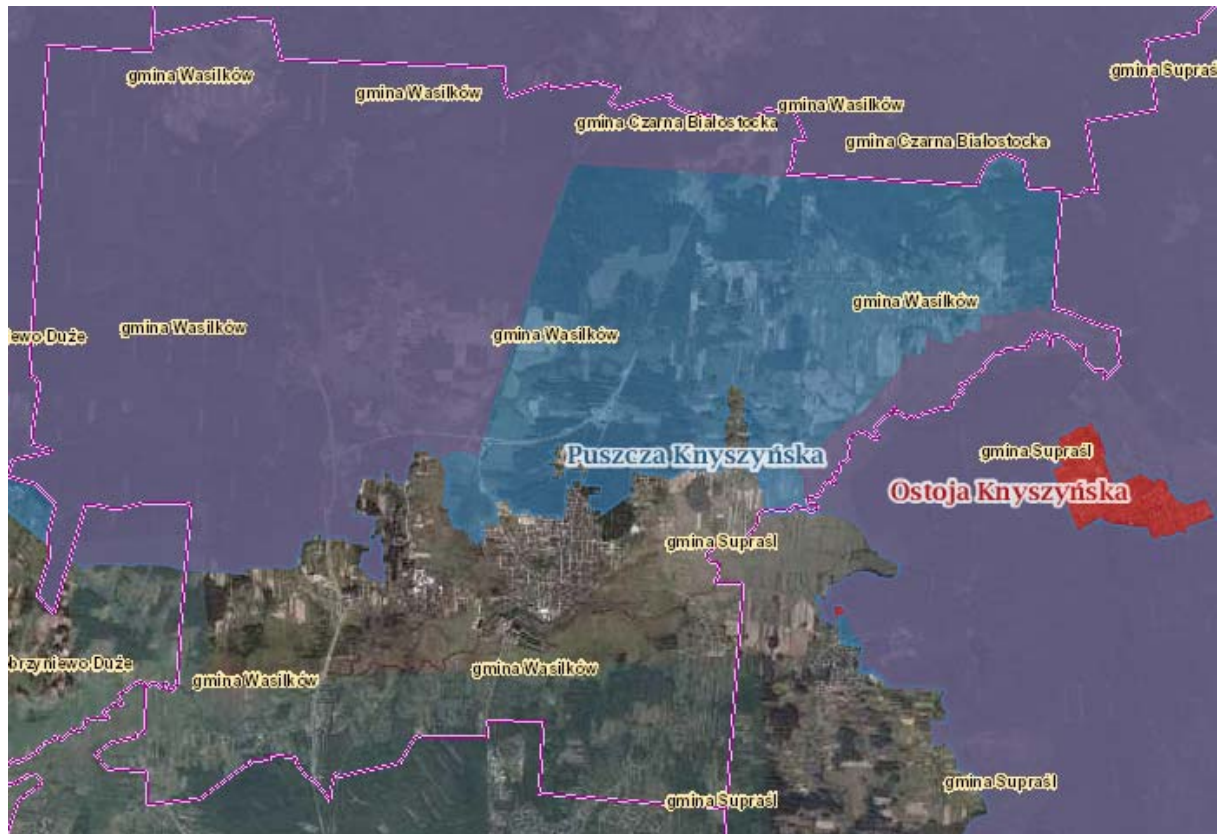 gmina Wasilków
gmina Supraśl
gmina Wasilków
gmina Wasilków
gmina Czarna Białostocka
gmina Czarna Białostocka
gmina Wasilków
ewo Duże
gmina Wasilków
gmina Wasilków
gmina Supraśl
Puszcza Knyszyńska
Ostoja Knyszyńska
gmina Supraśl
brzyniewo Duże
gmina Wasilków
gmina Wasilków
gmina Supraśl
gmina Supraśl